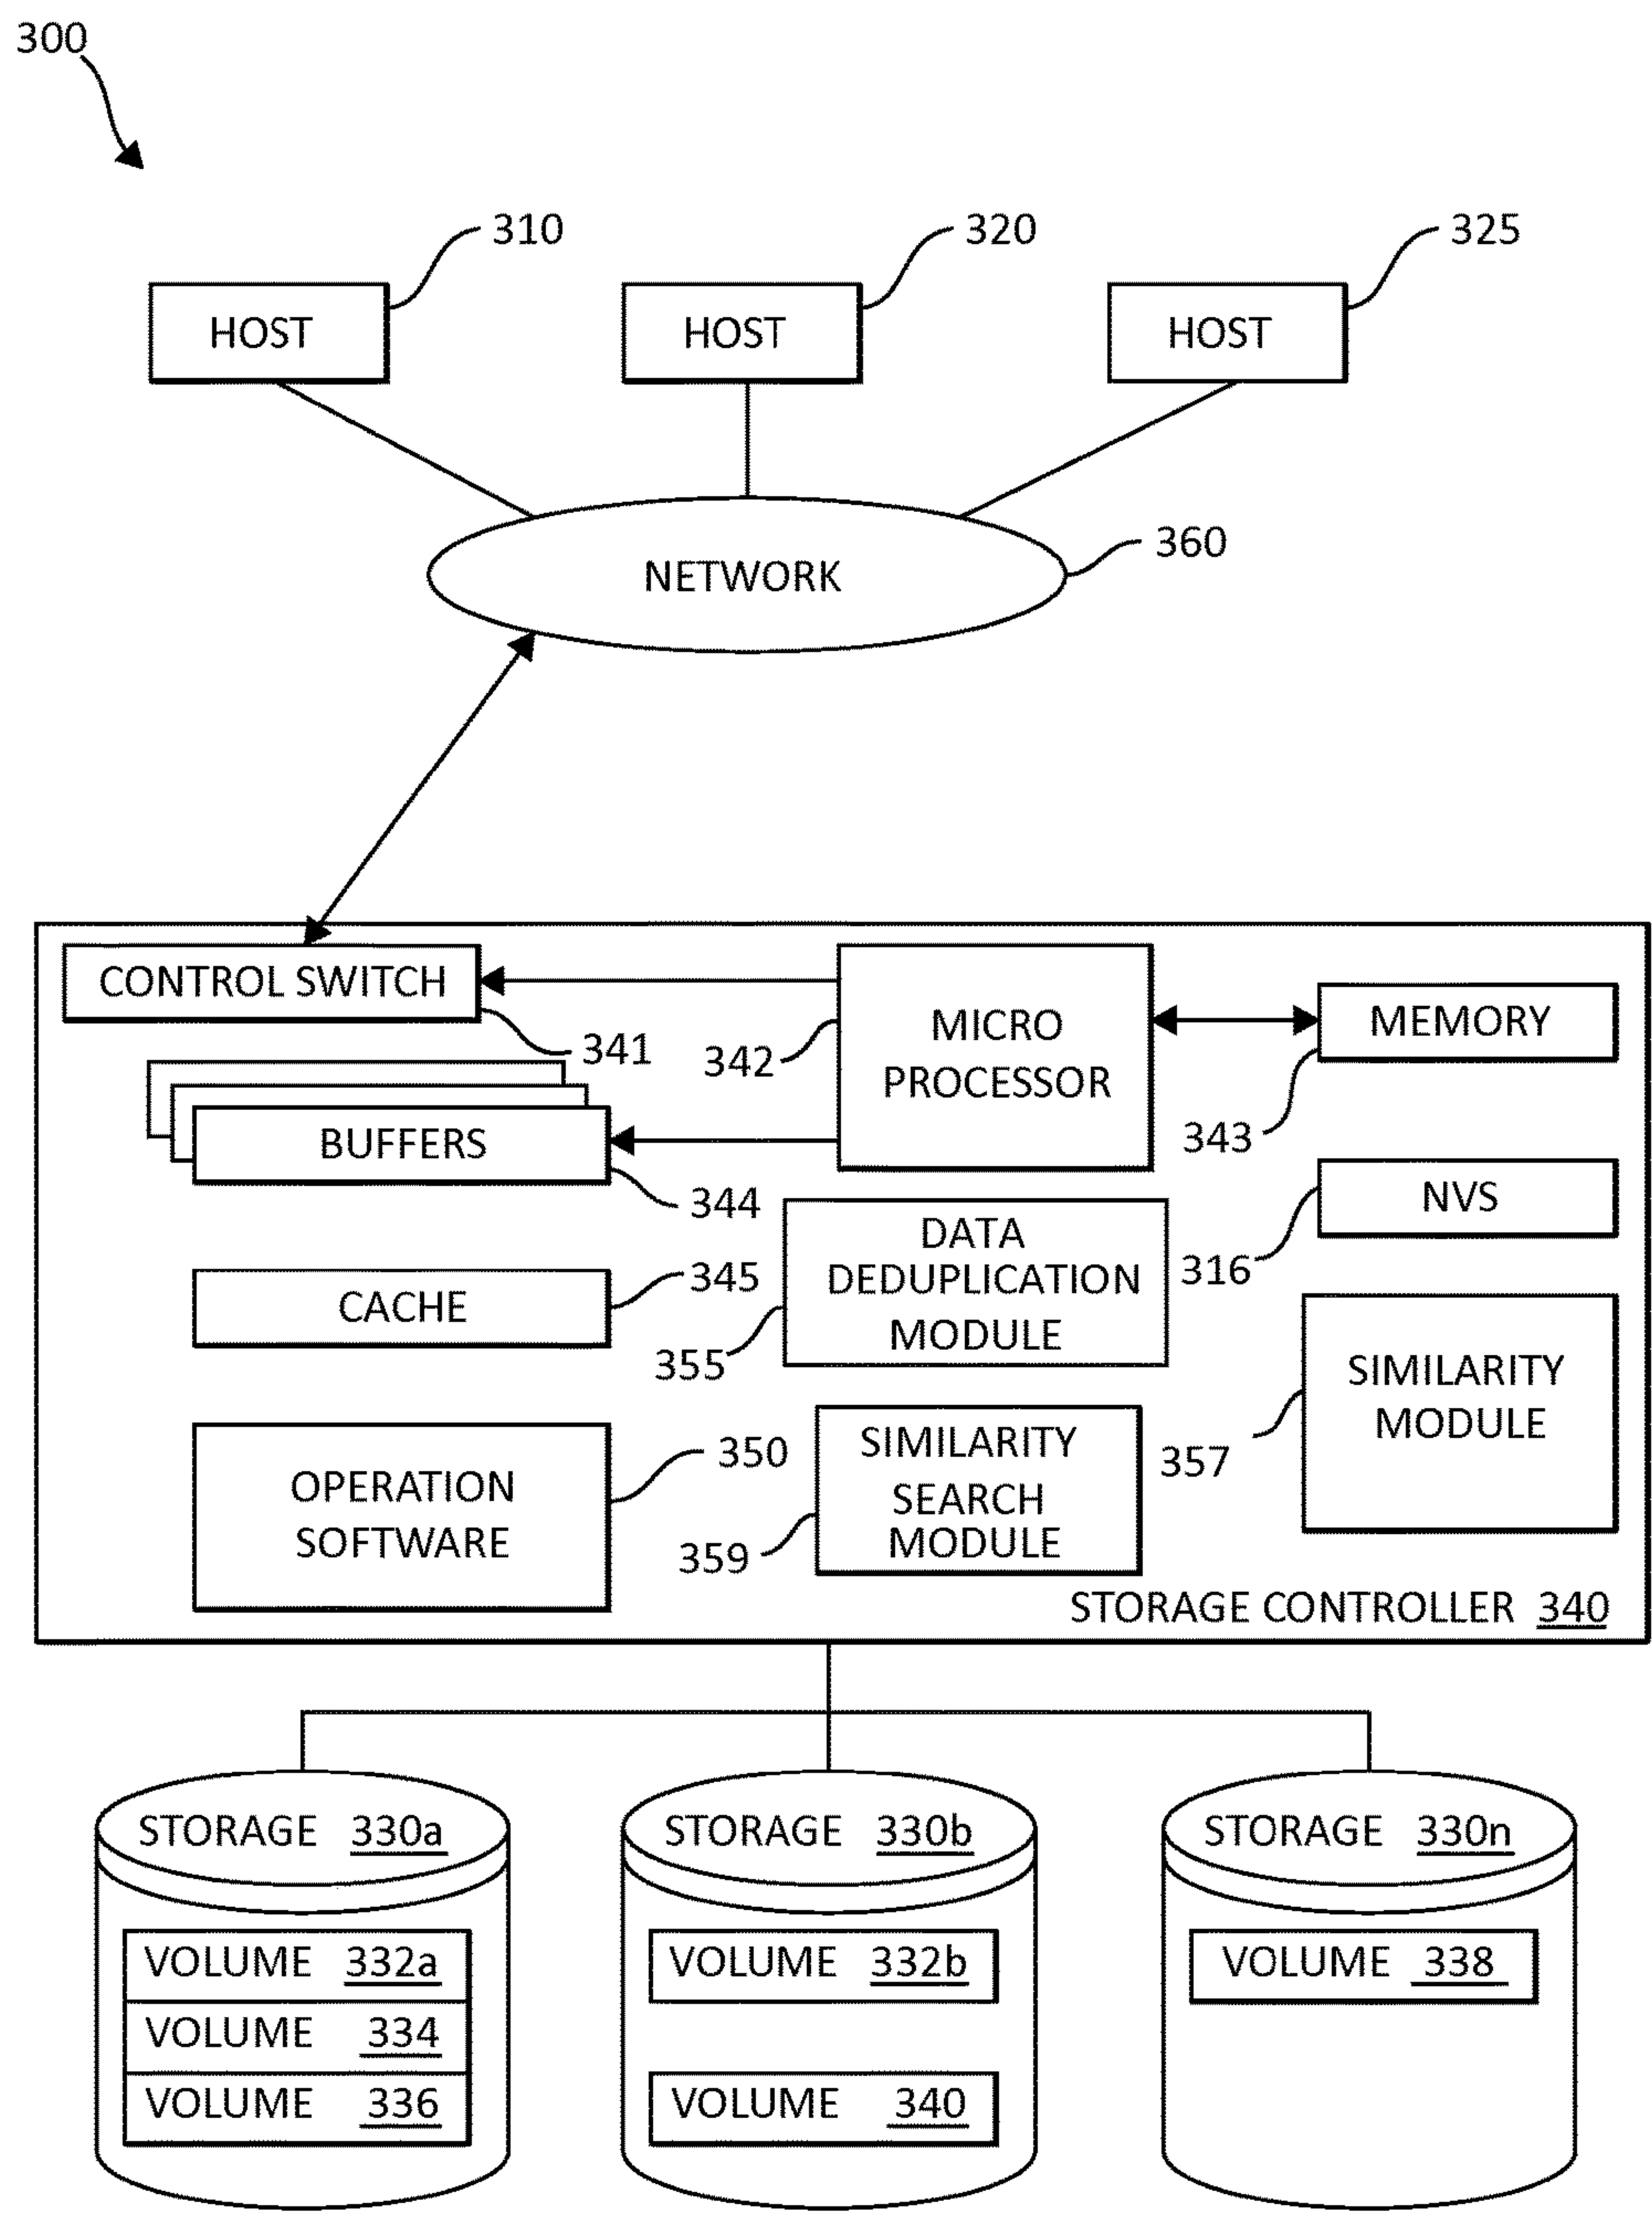 300
310
320
325
HOST
HOST
HOST
360
NETWORK
CONTROL SWITCH
341
342
MICRO
PROCESSOR
MEMORY
343
BUFFERS
344
NVS
316
DATA
DEDUPLICATION
MODULE
355
CACHE
345
SIMILARITY
MODULE
357
OPERATION
SOFTWARE
350
SIMILARITY
SEARCH
MODULE
359
STORAGE CONTROLLER 340
STORAGE 330a
STORAGE 330b
STORAGE 330n
VOLUME 332a
VOLUME 334
VOLUME 336
VOLUME 332b
VOLUME 340
VOLUME 338